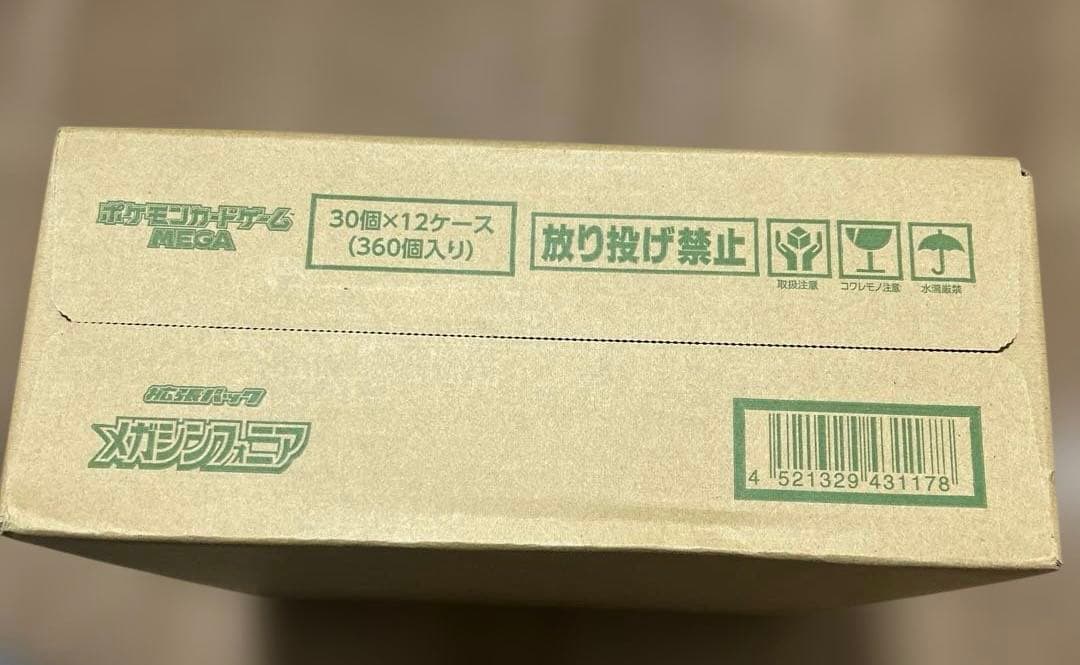 ポケモンカードゲーム
MEGA
30個×12ケース
(360個入り)
放り投げ禁止
取扱注意
コワレモノ注意
水濡厳禁
拡張パック
メガシンフォニア
4 521329 431178